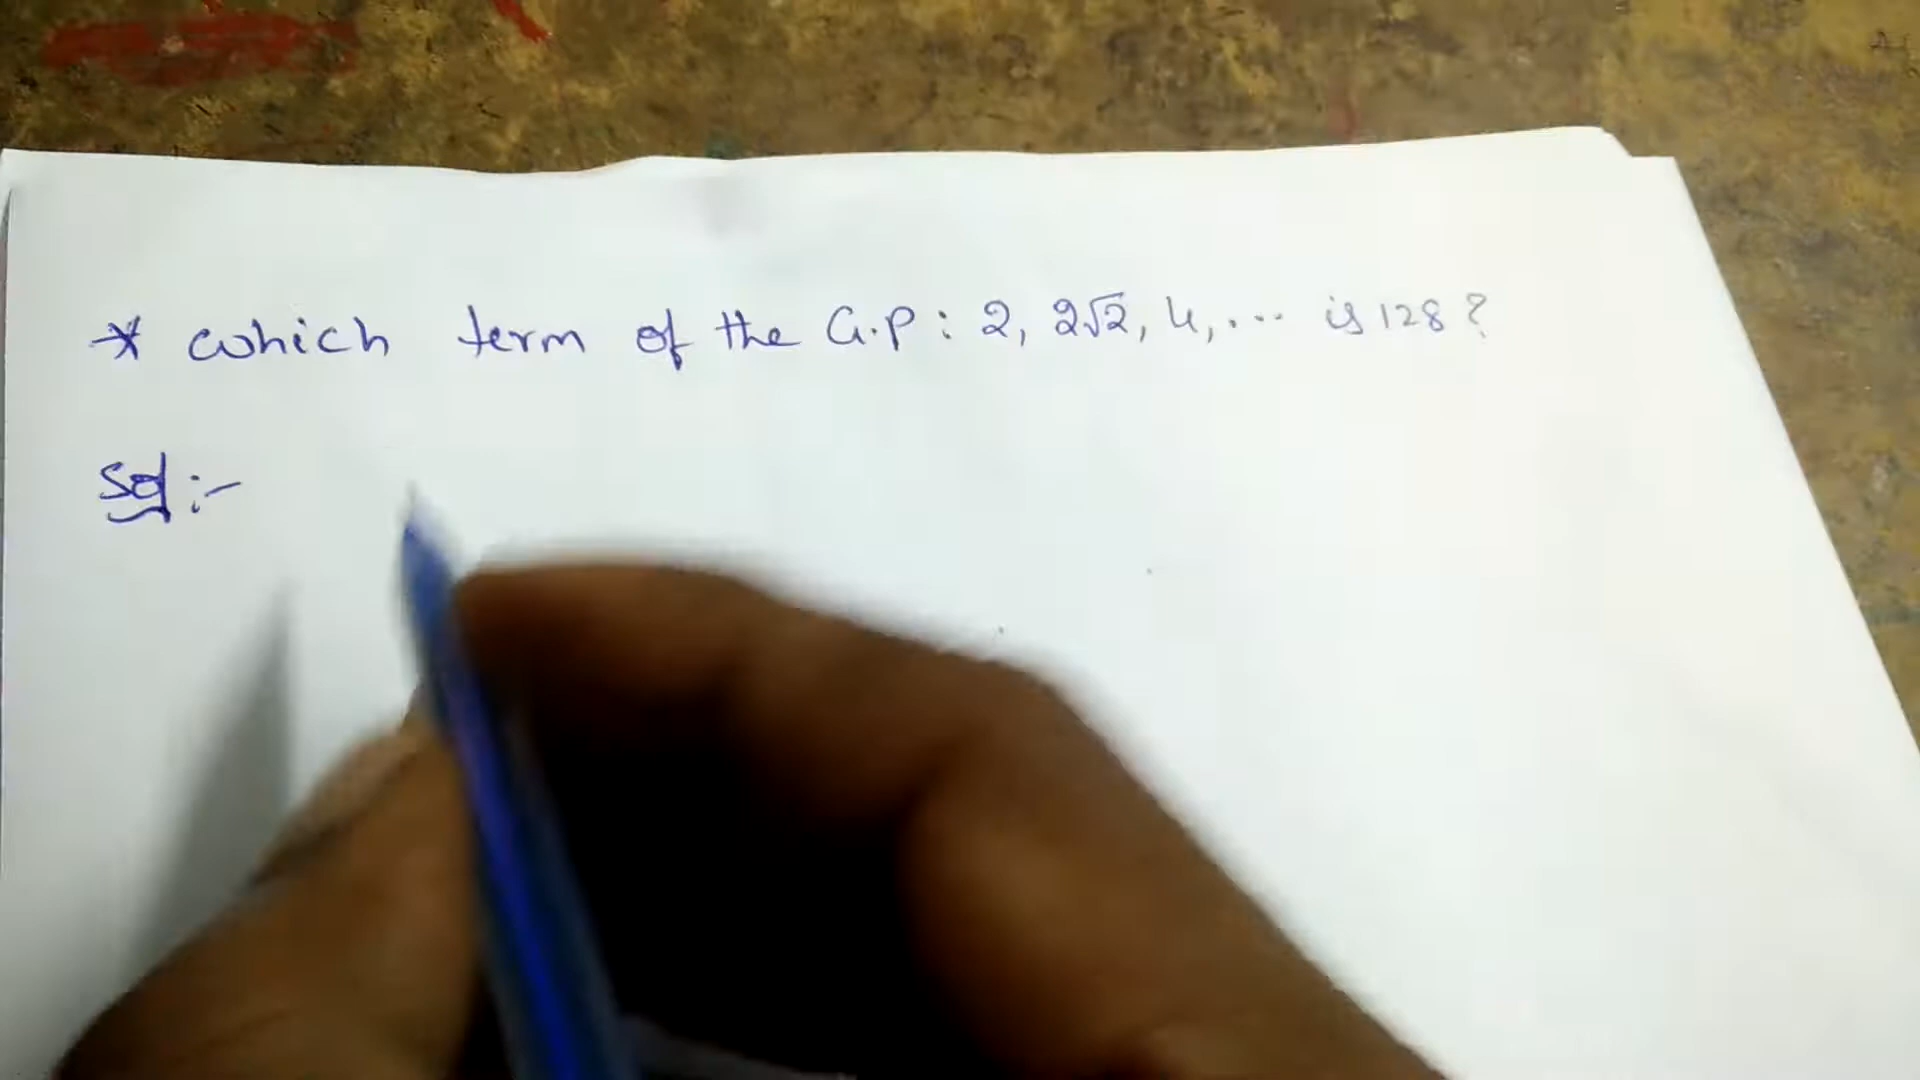 * Which term of the G.P : 2, 2√2, 4, ... is 128 ?
Sol :-